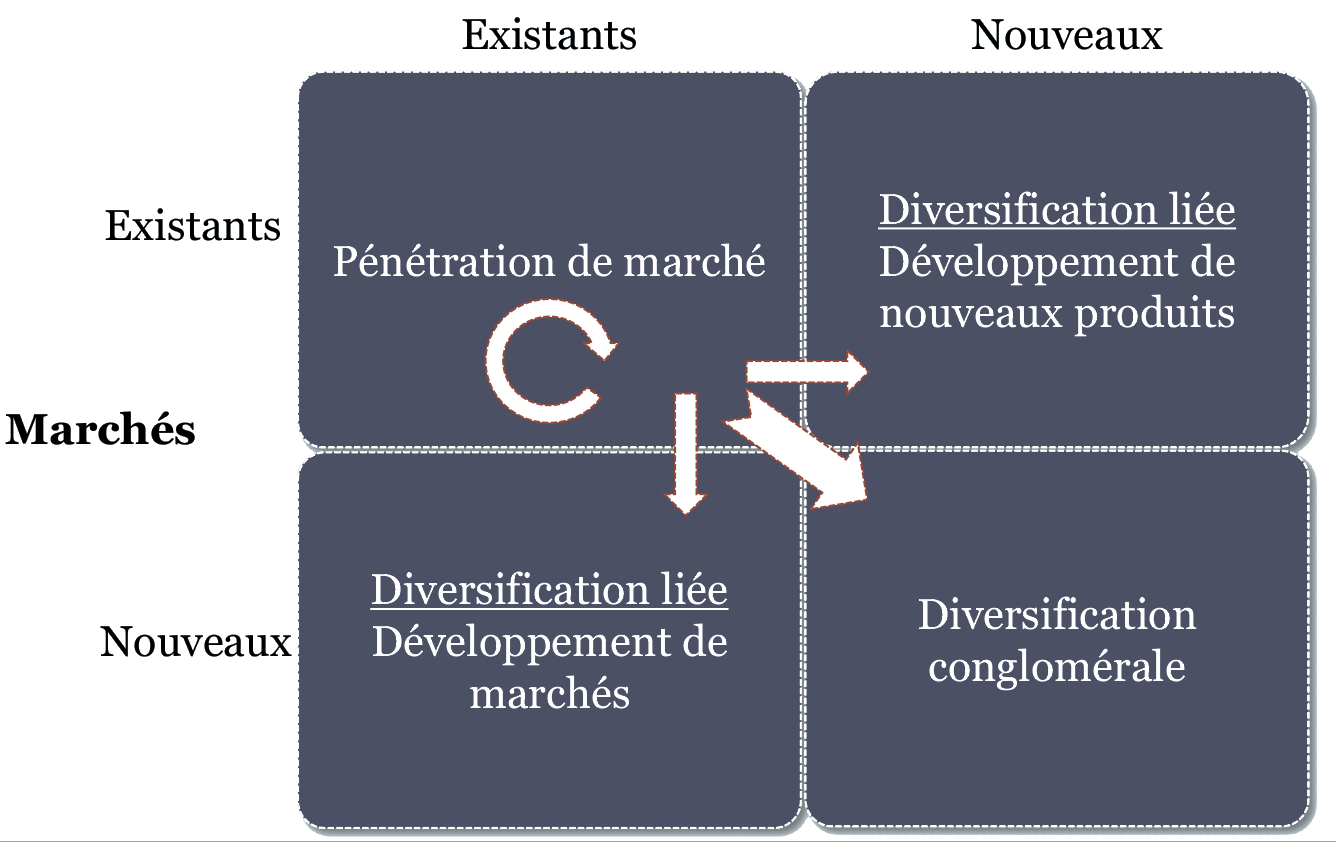 Existants
Nouveaux
Existants
Pénétration de marché
Diversification liée
Développement de
nouveaux produits
Marchés
Nouveaux
Diversification liée
Développement de
marchés
Diversification
conglomérale